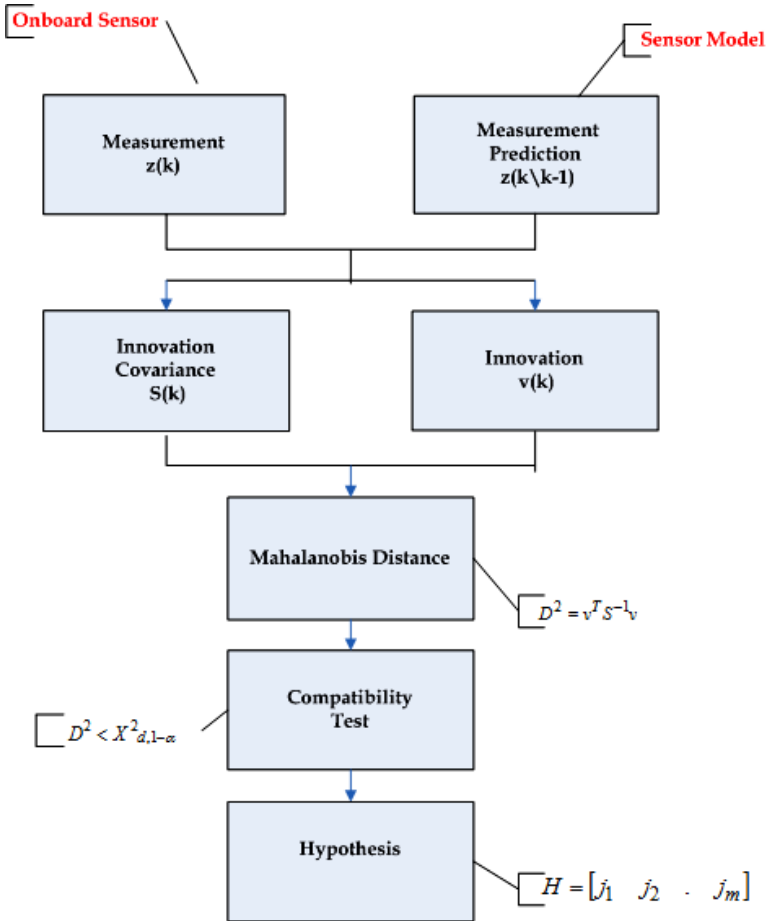 Onboard Sensor
Sensor Model
Measurement
z(k)
Measurement
Prediction
z(k\k-1)
Innovation
Covariance
S(k)
Innovation
v(k)
Mahalanobis Distance
D² = vᵀS⁻¹v
Compatibility
Test
D² < X²d,1-α
Hypothesis
H = [j₁ j₂ . jₘ]